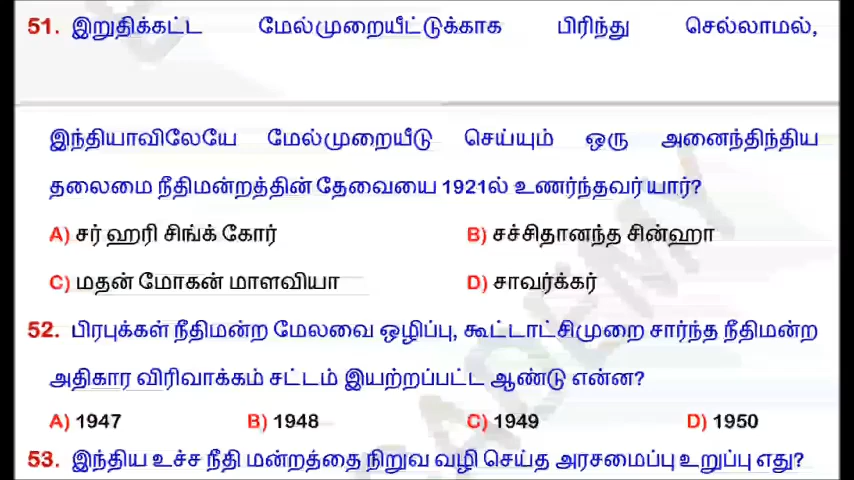 51. இறுதிக்கட்ட மேல்முறையீட்டுக்காக பிரிந்து செல்லாமல்,
இந்தியாவிலேயே மேல்முறையீடு செய்யும் ஒரு அனைந்திந்திய
தலைமை நீதிமன்றத்தின் தேவையை 1921ல் உணர்ந்தவர் யார்?
A) சர் ஹரி சிங்க் கோர் B) சச்சிதானந்த சின்ஹா
C) மதன் மோகன் மாளவியா D) சாவர்க்கர்
52. பிரபுக்கள் நீதிமன்ற மேலவை ஒழிப்பு, கூட்டாட்சிமுறை சார்ந்த நீதிமன்ற
அதிகார விரிவாக்கம் சட்டம் இயற்றப்பட்ட ஆண்டு என்ன?
A) 1947 B) 1948 C) 1949 D) 1950
53. இந்திய உச்ச நீதி மன்றத்தை நிறுவ வழி செய்த அரசமைப்பு உறுப்பு எது?